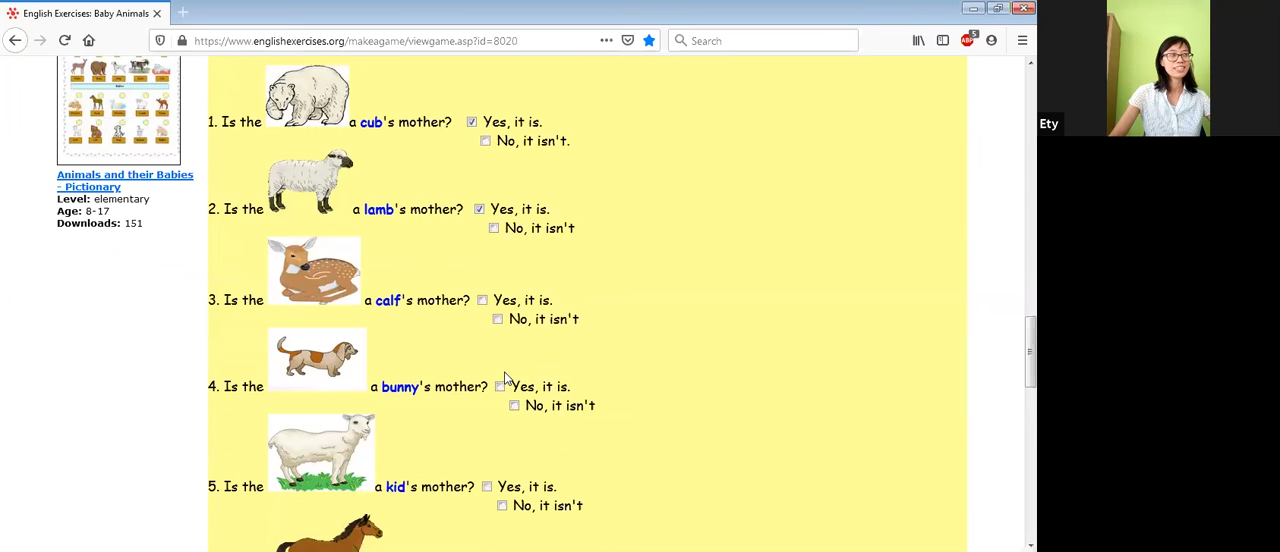 English Exercises: Baby Animals
https://www.englishexercises.org/makeagame/viewgame.asp?id=8020
Search
ABP
5
Ety
Animals and their Babies
- Pictionary
Level: elementary
Age: 8-17
Downloads: 151
1. Is the a cub's mother? Yes, it is.
No, it isn't.
2. Is the a lamb's mother? Yes, it is.
No, it isn't
3. Is the a calf's mother? Yes, it is.
No, it isn't
4. Is the a bunny's mother? Yes, it is.
No, it isn't
5. Is the a kid's mother? Yes, it is.
No, it isn't